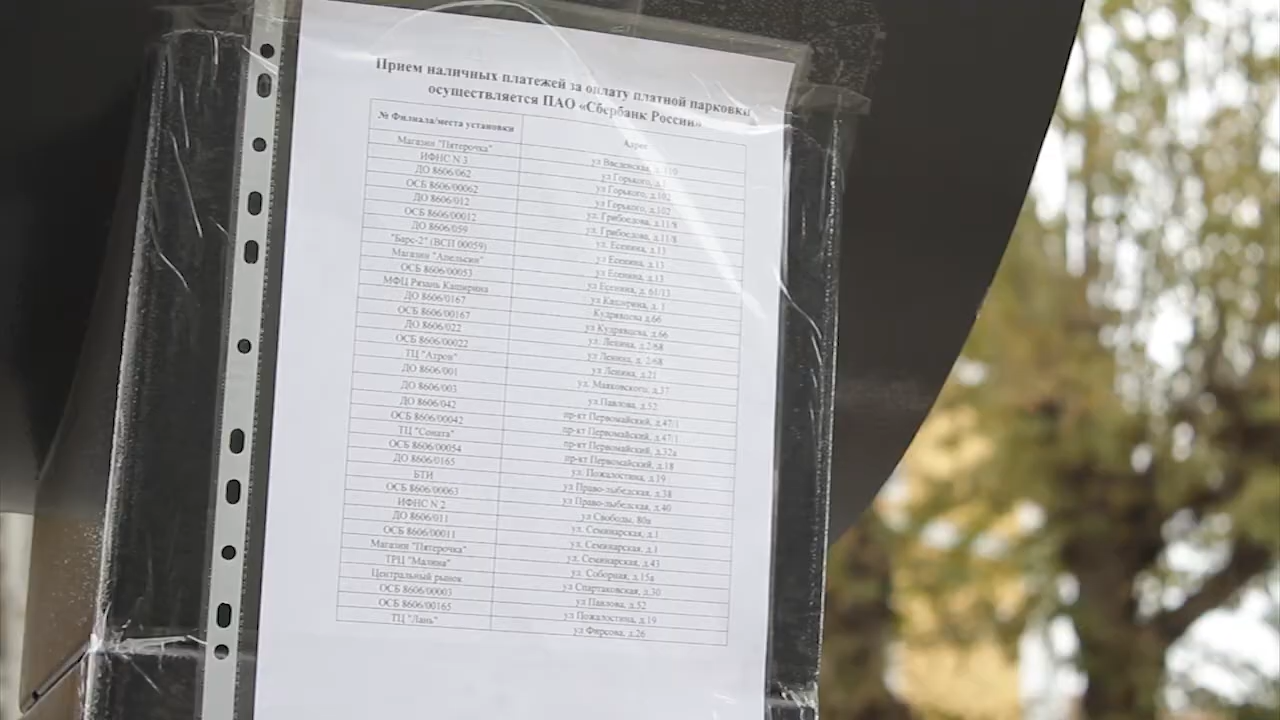 Прием наличных платежей за оплату платной парковки
осуществляется ПАО «Сбербанк России»
№ Филиала/места установки Адрес
Магазин "Пятерочка" ул Введенская, д.110
ИФНС N 3 ул Горького,
ДО 8606/062 ул Горького, д.102
ОСБ 8606/00062 ул Горького, д.102
ДО 8606/012 ул. Грибоедова, д.11/8
ОСБ 8606/00012 ул. Грибоедова, д.11/8
ДО 8606/059 ул. Есенина, д.13
"Барс-2" (ВСП 00059) ул Есенина, д.13
Магазин "Апельсин" ул Есенина, д.13
ОСБ 8606/00053 ул Есенина, д. 61/13
МФЦ Рязань Каширина ул Каширина, д. 1
ДО 8606/0167 Кудрявцева д.66
ОСБ 8606/00167 ул Кудрявцева, д.66
ДО 8606/022 ул. Ленина, д.2/68
ОСБ 8606/00022 ул Ленина, д. 2/68
ТЦ "Атрон" ул Ленина, д.21
ДО 8606/001 ул. Маяковского, д.37
ДО 8606/003 ул Павлова, д.52
ДО 8606/042 пр-кт Первомайский, д.47/1
ОСБ 8606/00042 пр-кт Первомайский, д.47/1
ТЦ "Соната" пр-кт Первомайский, д.32а
ОСБ 8606/00054 пр-кт Первомайский, д.18
ДО 8606/0165 ул. Пожалостина, д.19
БТИ ул Право-лыбедская, д.38
ОСБ 8606/00063 ул Право-лыбедская, д.40
ИФНС N 2 ул Свободы, 80а
ДО 8606/011 ул. Семинарская, д.1
ОСБ 8606/00011 ул. Семинарская, д.1
Магазин "Пятерочка" ул. Семинарская, д.43
ТРЦ "Малина" ул. Соборная, д.15а
Центральный рынок ул Спартаковская, д.30
ОСБ 8606/00003 ул Павлова, д.52
ОСБ 8606/00165 ул Пожалостина, д.19
ТЦ "Лань" ул Фирсова, д.26